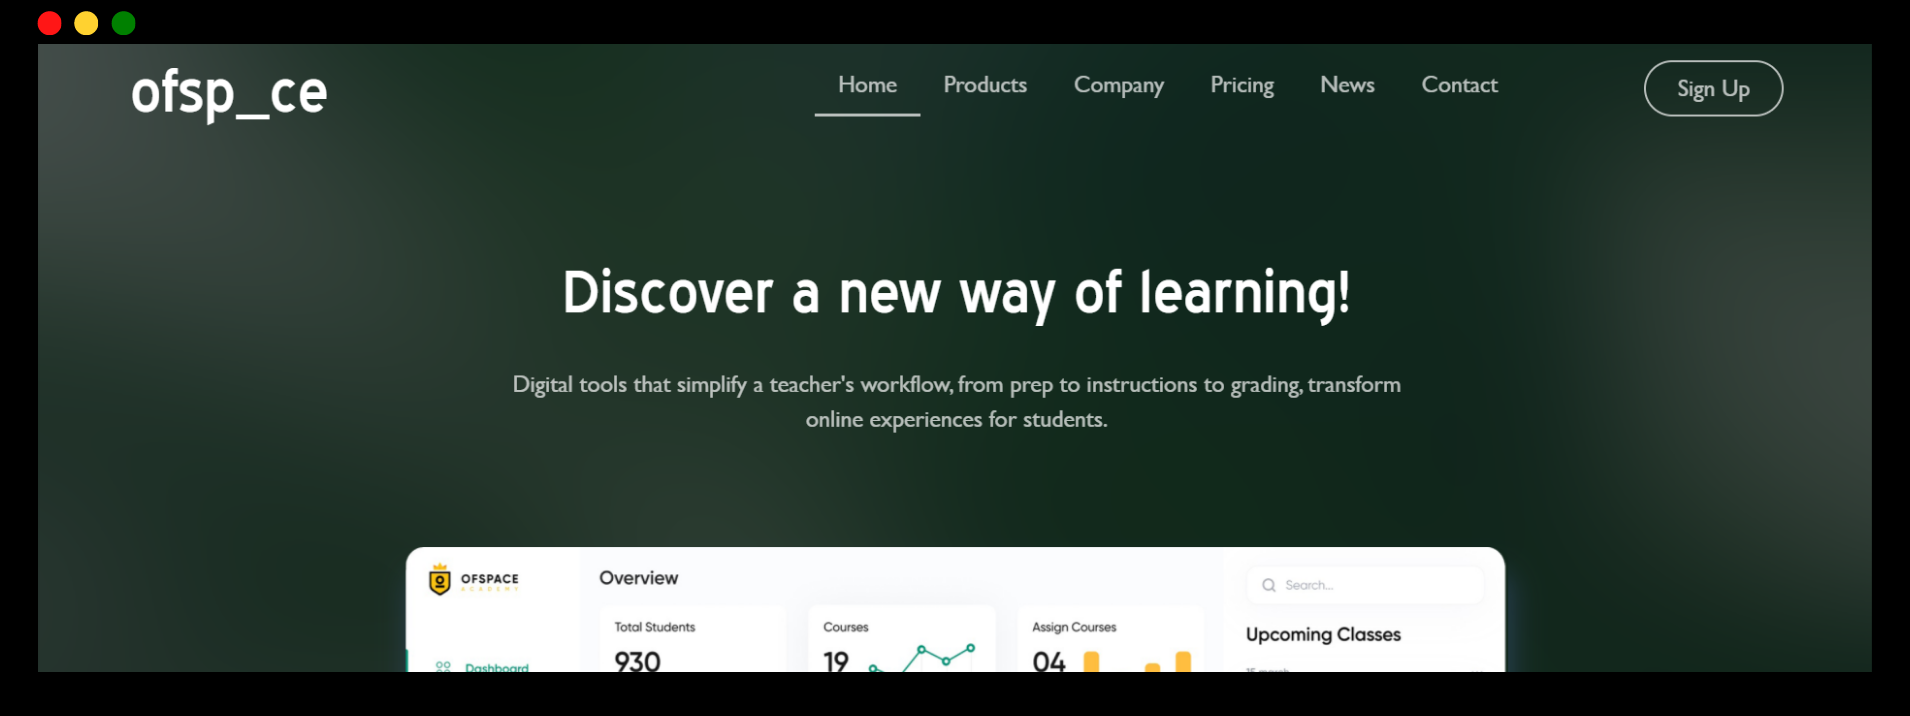 ofsp_ce
Home Products Company Pricing News Contact
Sign Up
Discover a new way of learning!
Digital tools that simplify a teacher's workflow, from prep to instructions to grading, transform
online experiences for students.
OFSPACE
ACADEMY
Overview
Search...
Total Students
Courses
Assign Courses
Upcoming Classes
930
19
04
Dashboard
15 march